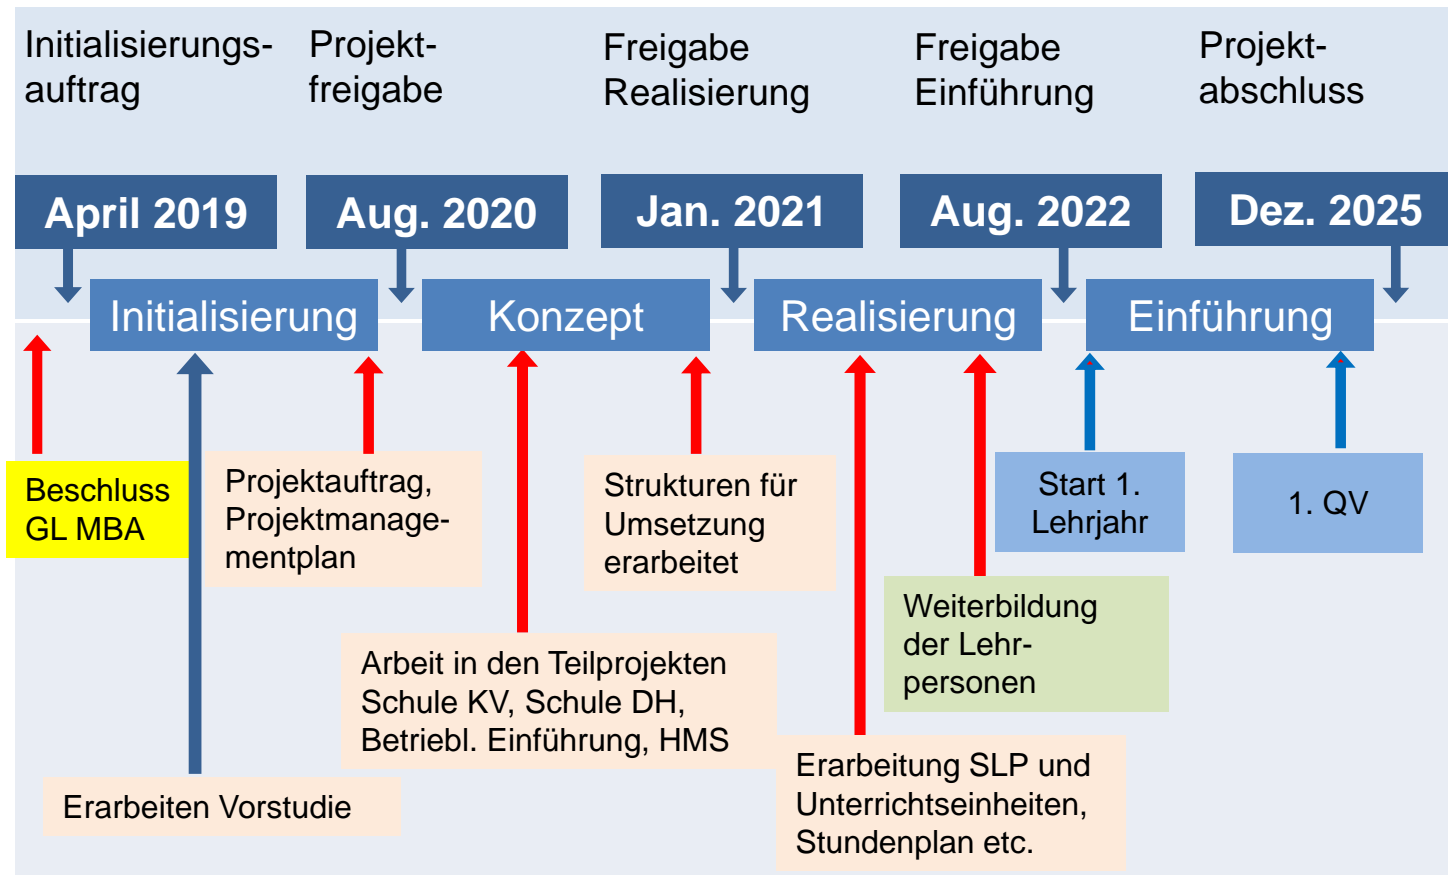 Initialisierungs-
auftrag
Projekt-
freigabe
Freigabe
Realisierung
Freigabe
Einführung
Projekt-
abschluss
April 2019
Aug. 2020
Jan. 2021
Aug. 2022
Dez. 2025
Initialisierung
Konzept
Realisierung
Einführung
Beschluss
GL MBA
Projektauftrag,
Projektmanage-
mentplan
Strukturen für
Umsetzung
erarbeitet
Start 1.
Lehrjahr
1. QV
Weiterbildung
der Lehr-
personen
Arbeit in den Teilprojekten
Schule KV, Schule DH,
Betriebl. Einführung, HMS
Erarbeitung SLP und
Unterrichtseinheiten,
Stundenplan etc.
Erarbeiten Vorstudie